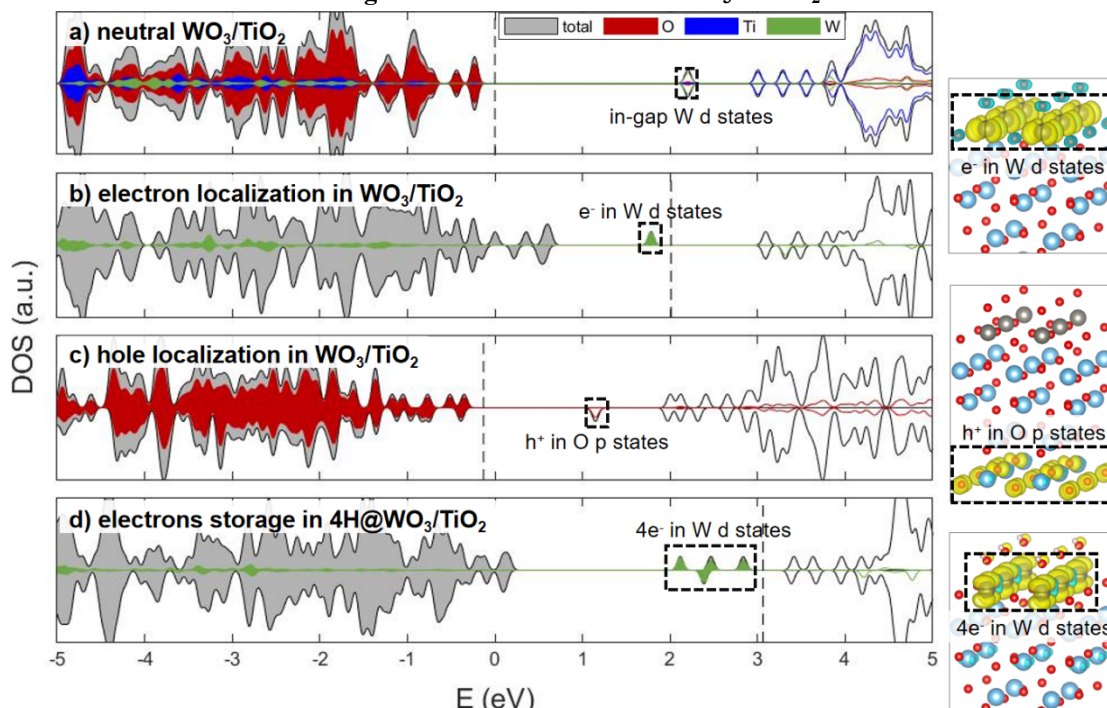 total O Ti W
a) neutral WO3/TiO2
in-gap W d states
e- in W d states
b) electron localization in WO3/TiO2
e- in W d states
c) hole localization in WO3/TiO2
h+ in O p states
h+ in O p states
d) electrons storage in 4H@WO3/TiO2
4e- in W d states
4e- in W d states
DOS (a.u.)
-5 -4 -3 -2 -1 0 1 2 3 4 5
E (eV)